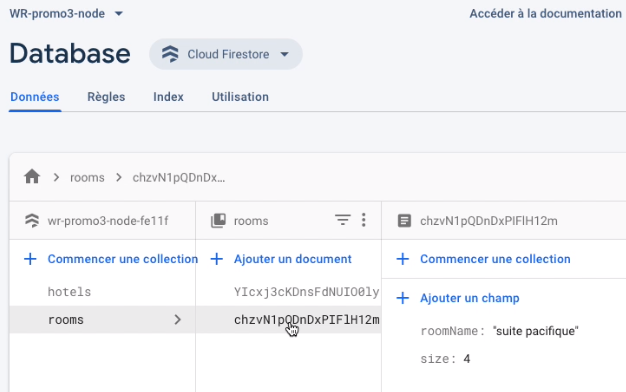 WR-promo3-node
Accéder à la documentation
Database
Cloud Firestore
Données Règles Index Utilisation
rooms chzvN1pQDnDx...
wr-promo3-node-fe11f rooms chzvN1pQDnDxPIFlH12m
Commencer une collection Ajouter un document Commencer une collection
hotels YIcxj3cKDnsFdNUIO0ly Ajouter un champ
rooms chzvN1pQDnDxPIFlH12m
roomName: "suite pacifique"
size: 4